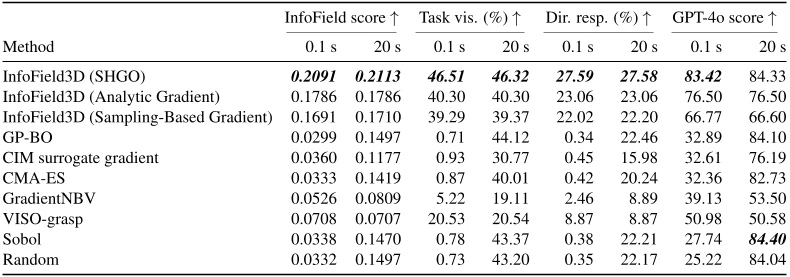 InfoField score ↑ Task vis. (%) ↑ Dir. resp. (%) ↑ GPT-4o score ↑
Method 0.1 s 20 s 0.1 s 20 s 0.1 s 20 s 0.1 s 20 s
InfoField3D (SHGO) 0.2091 0.2113 46.51 46.32 27.59 27.58 83.42 84.33
InfoField3D (Analytic Gradient) 0.1786 0.1786 40.30 40.30 23.06 23.06 76.50 76.50
InfoField3D (Sampling-Based Gradient) 0.1691 0.1710 39.29 39.37 22.02 22.20 66.77 66.60
GP-BO 0.0299 0.1497 0.71 44.12 0.34 22.46 32.89 84.10
CIM surrogate gradient 0.0360 0.1177 0.93 30.77 0.45 15.98 32.61 76.19
CMA-ES 0.0333 0.1419 0.87 40.01 0.42 20.24 32.36 82.73
GradientNBV 0.0526 0.0809 5.22 19.11 2.46 8.89 39.13 53.50
VISO-grasp 0.0708 0.0707 20.53 20.54 8.87 8.87 50.98 50.58
Sobol 0.0338 0.1470 0.78 43.37 0.38 22.21 27.74 84.40
Random 0.0332 0.1497 0.73 43.20 0.35 22.17 25.22 84.04